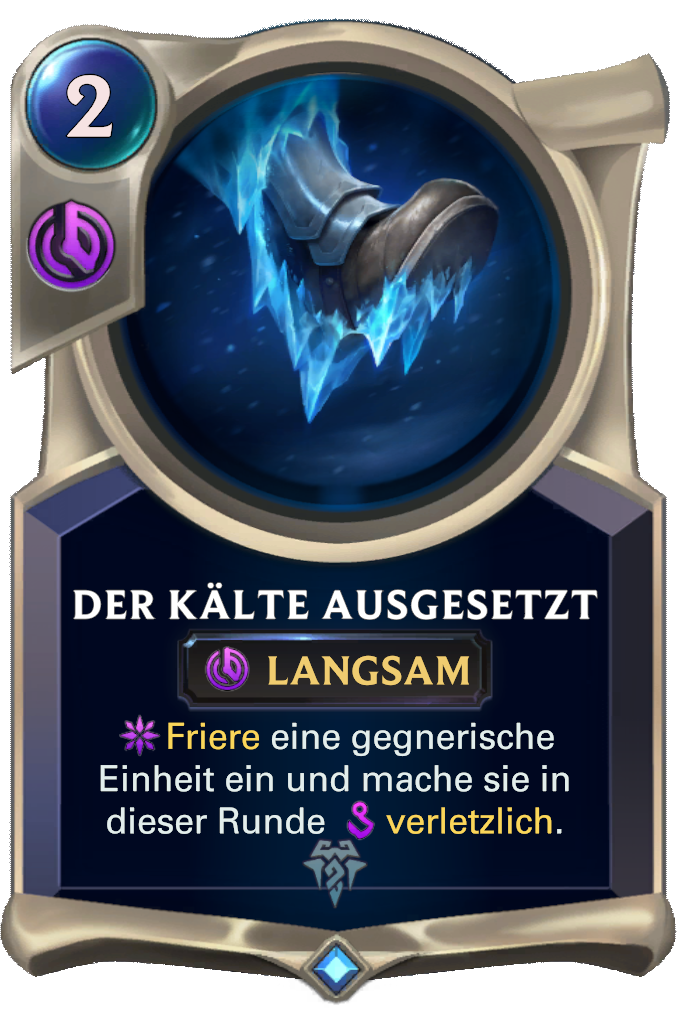 2
DER KÄLTE AUSGESETZT
LANGSAM
Friere eine gegnerische
Einheit ein und mache sie in
dieser Runde verletzlich.